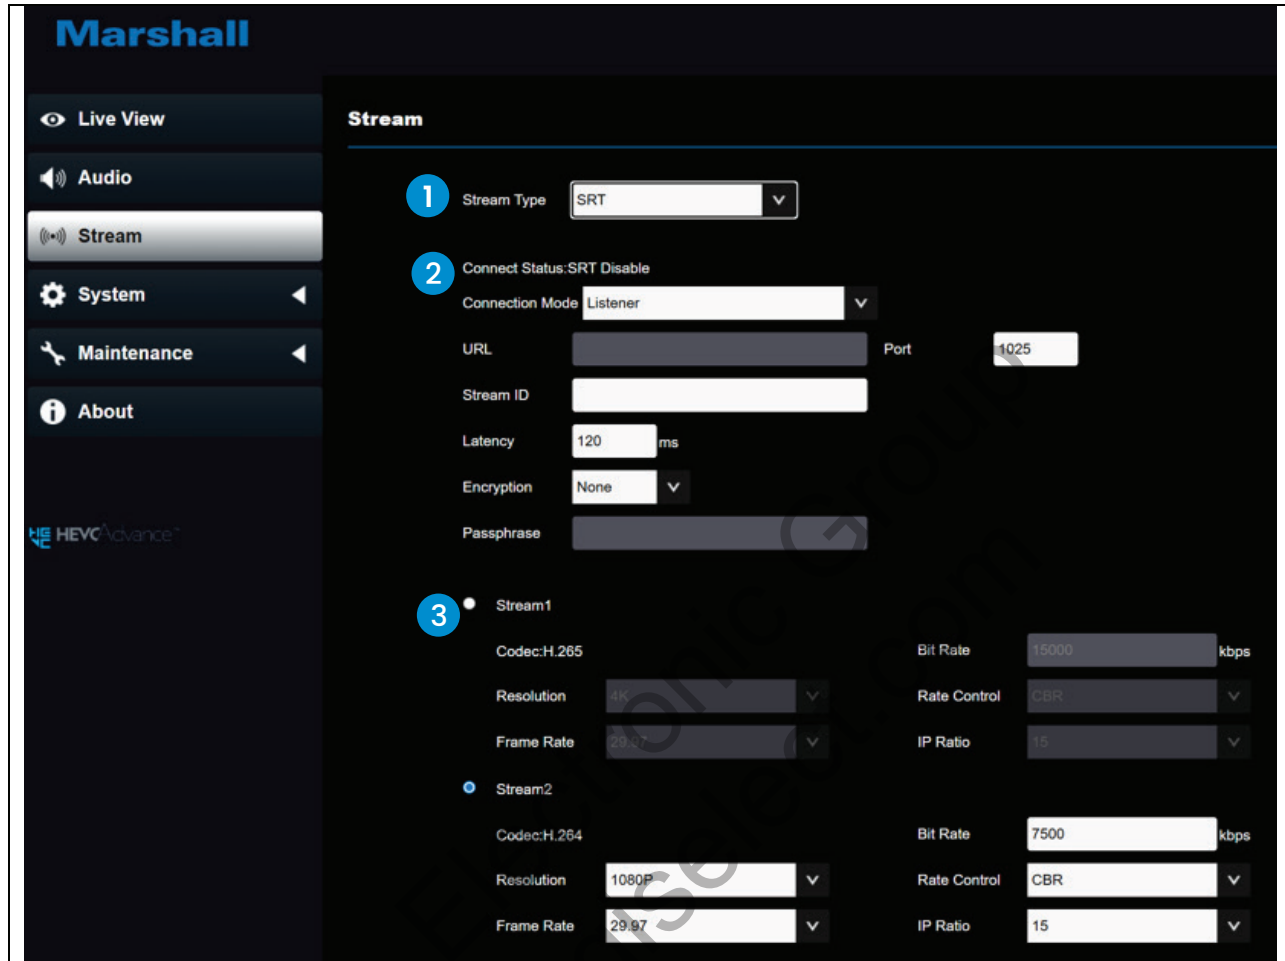 Marshall
Live View
Audio
Stream
System
Maintenance
About
HEVC Advance
Stream
1 Stream Type SRT
2 Connect Status:SRT Disable
Connection Mode Listener
URL Port 1025
Stream ID
Latency 120 ms
Encryption None
Passphrase
3 Stream1
Codec:H.265 Bit Rate 15000 kbps
Resolution 4K Rate Control CBR
Frame Rate 29.97 IP Ratio 15
Stream2
Codec:H.264 Bit Rate 7500 kbps
Resolution 1080P Rate Control CBR
Frame Rate 29.97 IP Ratio 15